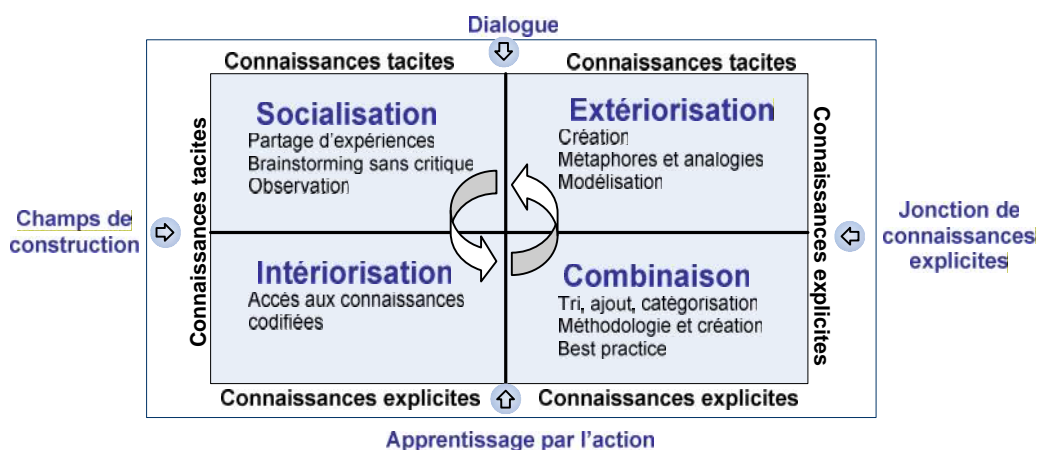 Dialogue
Connaissances tacites
Connaissances tacites
Socialisation
Partage d'expériences
Brainstorming sans critique
Observation
Extériorisation
Création
Métaphores et analogies
Modélisation
Connaissances tacites
Connaissances explicites
Champs de
construction
Jonction de
connaissances
explicites
Intériorisation
Accès aux connaissances
codifiées
Combinaison
Tri, ajout, catégorisation
Méthodologie et création
Best practice
Connaissances explicites
Connaissances explicites
Apprentissage par l'action